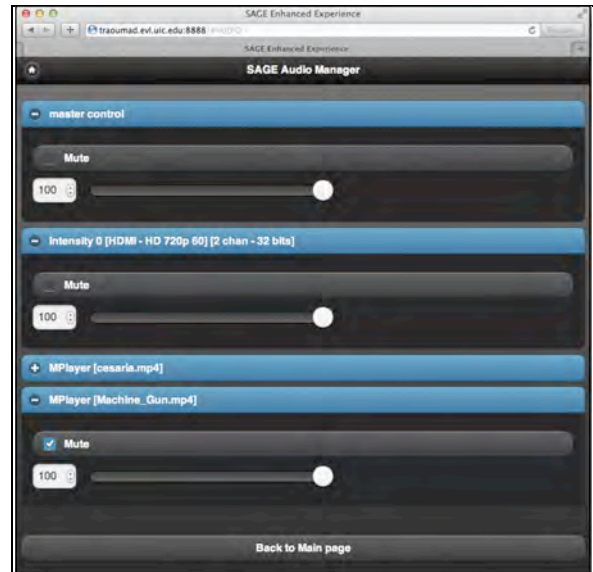 SAGE Enhanced Experience
traoumad.evl.uic.edu:8888
SAGE Enhanced Experience
SAGE Audio Manager
master control
Mute
100
Intensity 0 [HDMI - HD 720p 60] [2 chan - 32 bits]
Mute
100
MPlayer [cesaria.mp4]
MPlayer [Machine_Gun.mp4]
Mute
100
Back to Main page